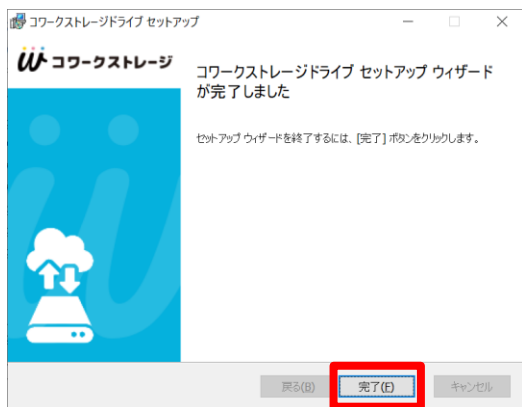 コワークストレージドライブ セットアップ
コワークストレージ
コワークストレージドライブ セットアップ ウィザード
が完了しました
セットアップ ウィザードを終了するには、[完了] ボタンをクリックします。
戻る(B)
完了(F)
キャンセル